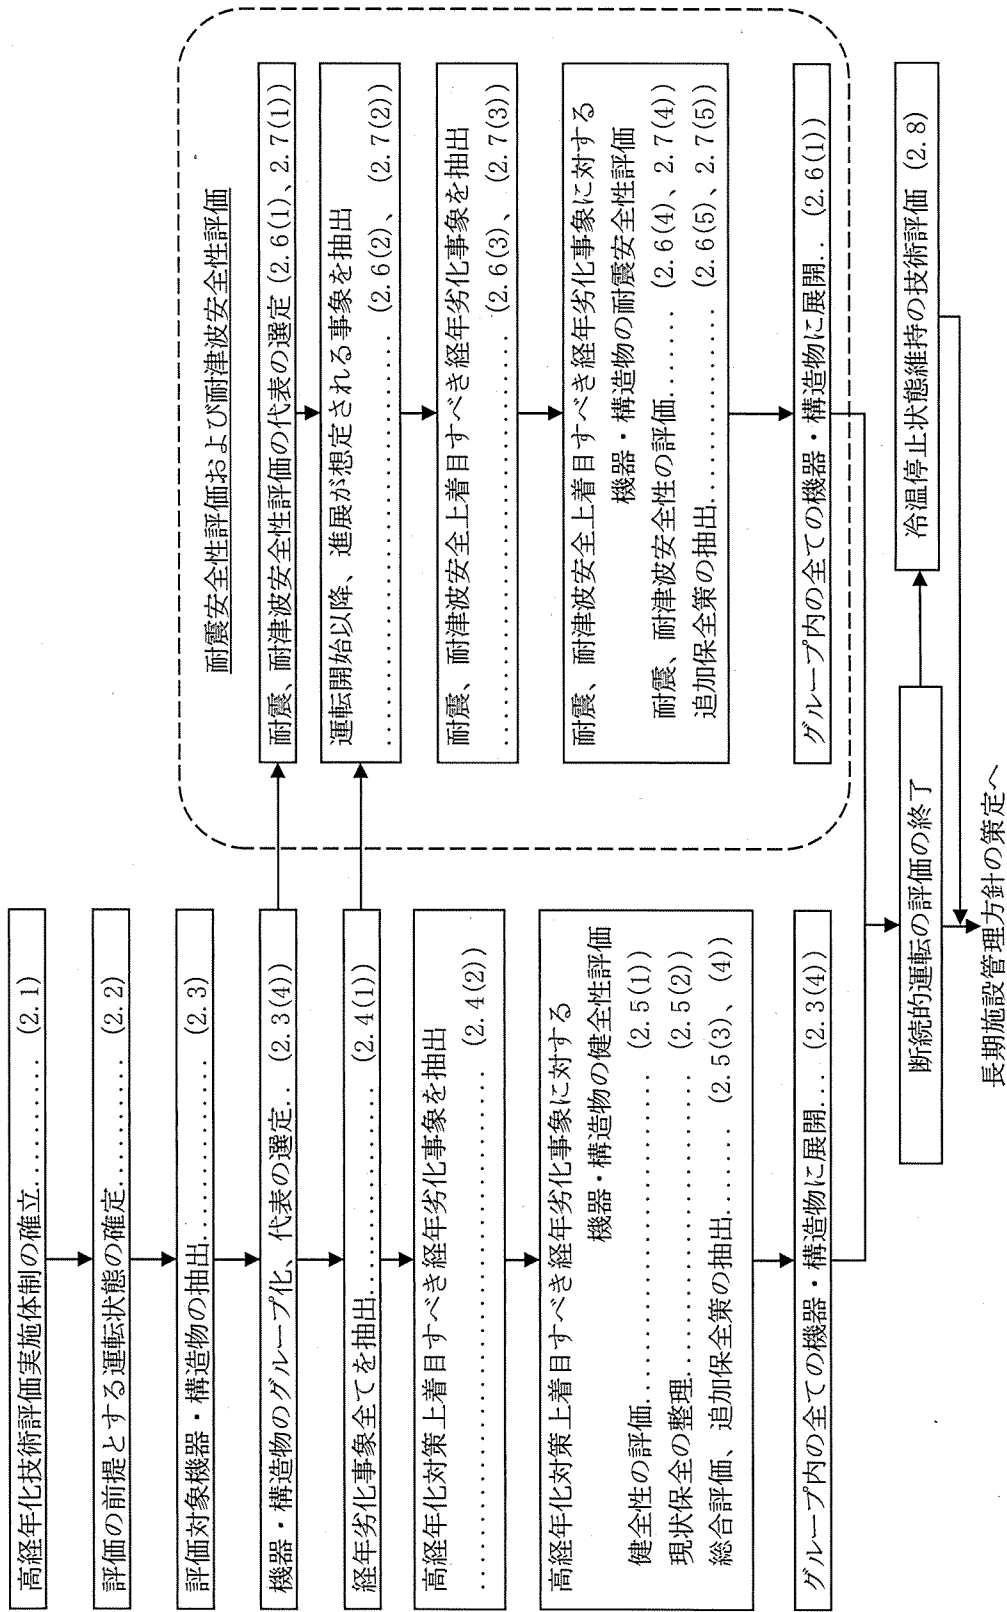 高経年化技術評価実施体制の確立.......... (2.1)
評価の前提とする運転状態の確定......... (2.2)
評価対象機器・構造物の抽出............ (2.3)
機器・構造物のグループ化、代表の選定.. (2.3(4))
経年劣化事象全てを抽出............... (2.4(1))
高経年化対策上着目すべき経年劣化事象を抽出
.................................... (2.4(2))
高経年化対策上着目すべき経年劣化事象に対する
機器・構造物の健全性評価
健全性の評価........................ (2.5(1))
現状保全の整理...................... (2.5(2))
総合評価、追加保全策の抽出...... (2.5(3)、(4))
グループ内の全ての機器・構造物に展開... (2.3(4))
耐震安全性評価および耐津波安全性評価
耐震、耐津波安全性評価の代表の選定 (2.6(1)、2.7(1))
運転開始以降、進展が想定される事象を抽出
............................ (2.6(2)、(2.7(2))
耐震、耐津波安全上着目すべき経年劣化事象を抽出
............................ (2.6(3)、(2.7(3))
耐震、耐津波安全上着目すべき経年劣化事象に対する
機器・構造物の耐震安全性評価
耐震、耐津波安全性の評価...... (2.6(4)、2.7(4))
追加保全策の抽出............. (2.6(5)、2.7(5))
グループ内の全ての機器・構造物に展開.. (2.6(1))
断続的運転の評価の終了
冷温停止状態維持の技術評価 (2.8)
長期施設管理方針の策定へ